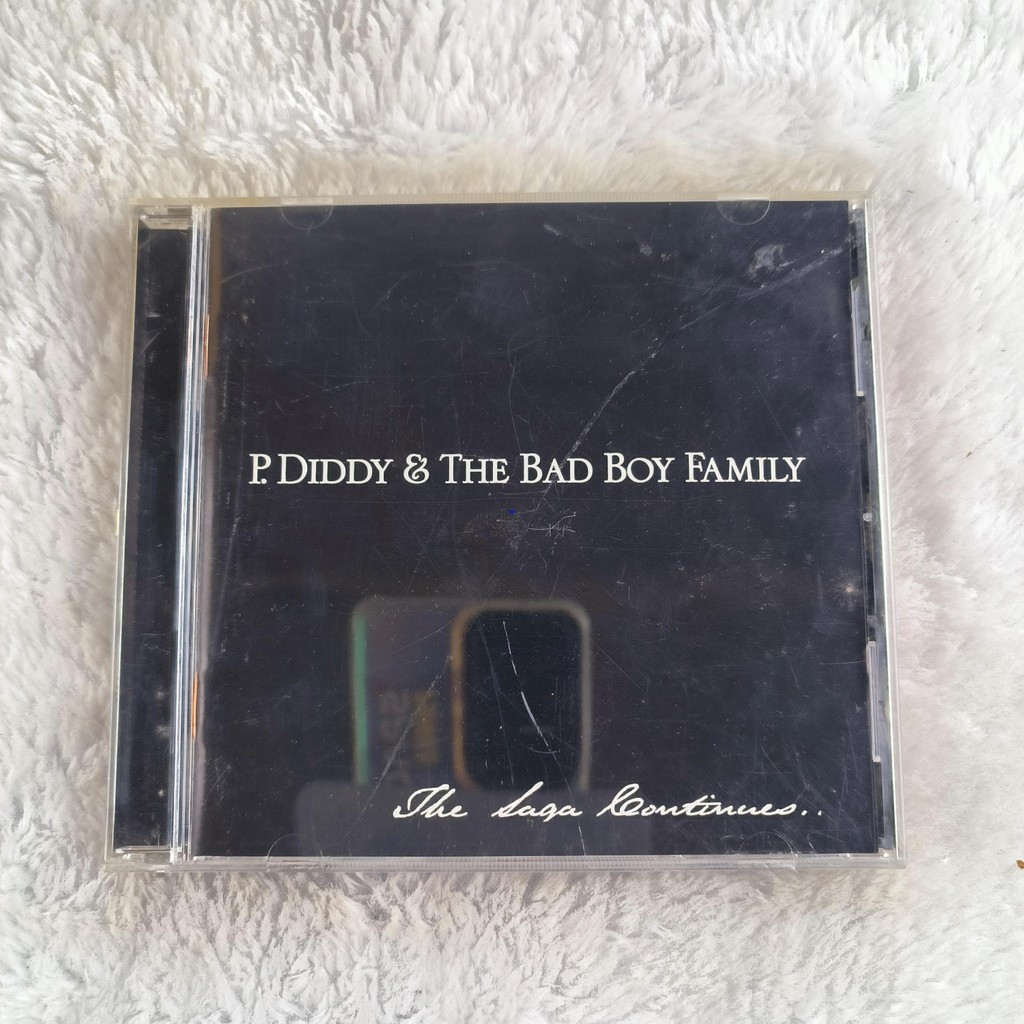 P. DIDDY & THE BAD BOY FAMILY
The Saga Continues..